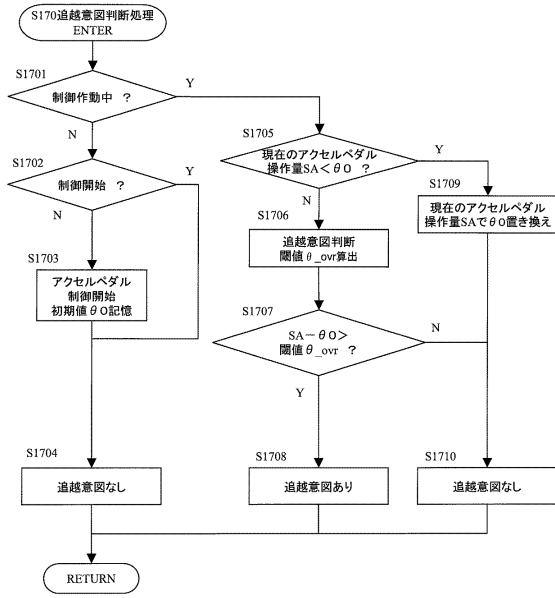 S170追越意図判断処理
ENTER
S1701
制御作動中 ?
Y
N
S1702
制御開始 ?
Y
N
S1703
アクセルペダル
制御開始
初期値θ0記憶
S1704
追越意図なし
S1705
現在のアクセルペダル
操作量SA<θ0 ?
Y
N
S1706
追越意図判断
閾値θ_ovr算出
S1707
SA-θ0>
閾値θ_ovr ?
N
Y
S1708
追越意図あり
S1709
現在のアクセルペダル
操作量SAでθ0置き換え
S1710
追越意図なし
RETURN